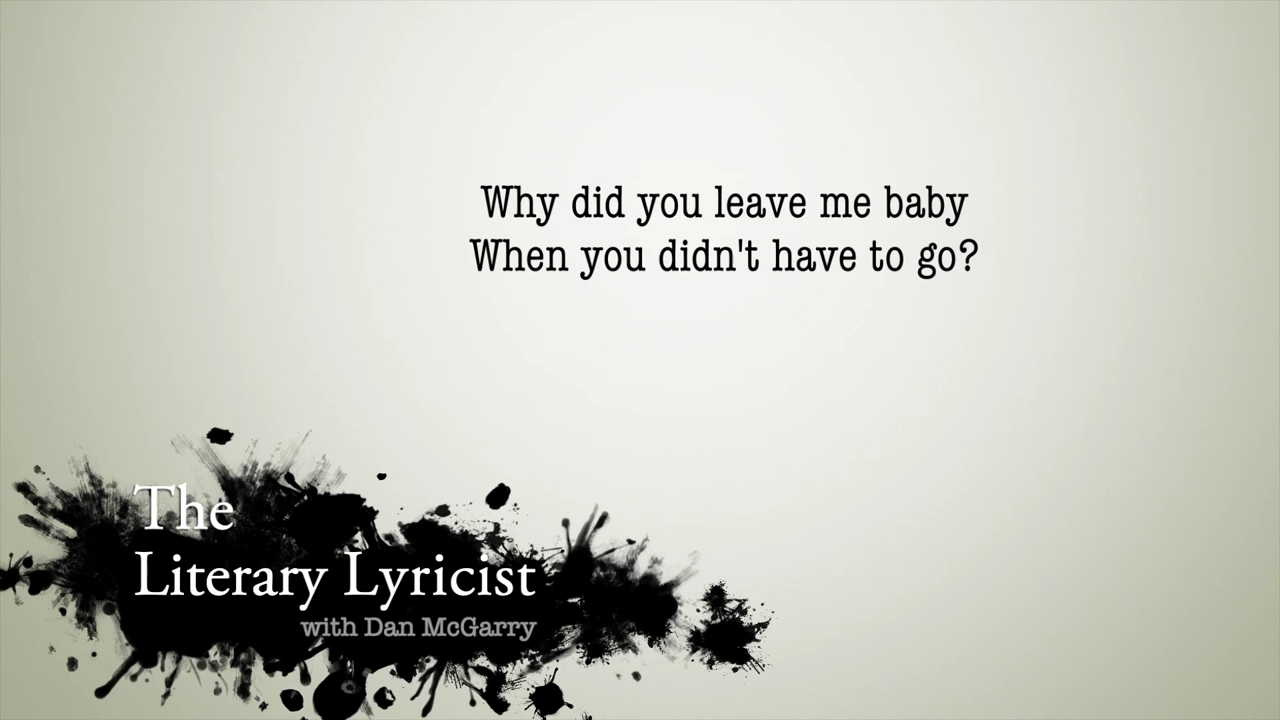 Why did you leave me baby
When you didn't have to go?
The
Literary Lyricist
with Dan McGarry